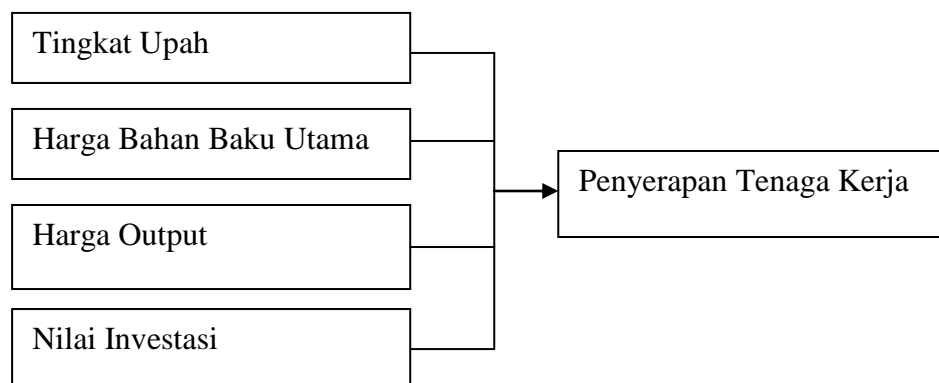 Tingkat Upah
Harga Bahan Baku Utama
Penyerapan Tenaga Kerja
Harga Output
Nilai Investasi